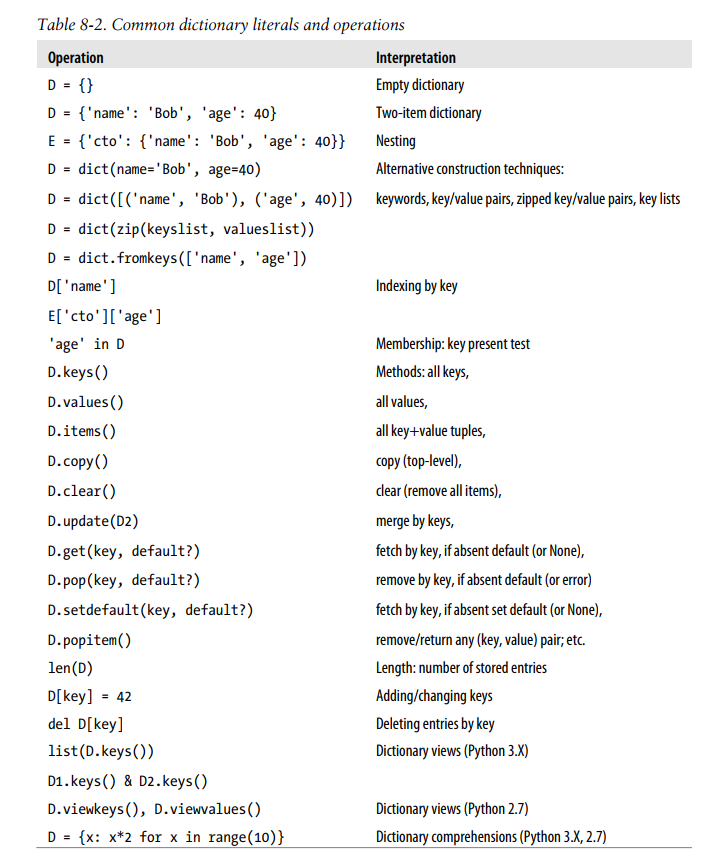 Table 8-2. Common dictionary literals and operations
Operation Interpretation
D = {} Empty dictionary
D = {'name': 'Bob', 'age': 40} Two-item dictionary
E = {'cto': {'name': 'Bob', 'age': 40}} Nesting
D = dict(name='Bob', age=40) Alternative construction techniques:
D = dict([('name', 'Bob'), ('age', 40)]) keywords, key/value pairs, zipped key/value pairs, key lists
D = dict(zip(keyslist, valueslist))
D = dict.fromkeys(['name', 'age'])
D['name'] Indexing by key
E['cto']['age']
'age' in D Membership: key present test
D.keys() Methods: all keys,
D.values() all values,
D.items() all key+value tuples,
D.copy() copy (top-level),
D.clear() clear (remove all items),
D.update(D2) merge by keys,
D.get(key, default?) fetch by key, if absent default (or None),
D.pop(key, default?) remove by key, if absent default (or error)
D.setdefault(key, default?) fetch by key, if absent set default (or None),
D.popitem() remove/return any (key, value) pair; etc.
len(D) Length: number of stored entries
D[key] = 42 Adding/changing keys
del D[key] Deleting entries by key
list(D.keys()) Dictionary views (Python 3.X)
D1.keys() & D2.keys()
D.viewkeys(), D.viewvalues() Dictionary views (Python 2.7)
D = {x: x*2 for x in range(10)} Dictionary comprehensions (Python 3.X, 2.7)